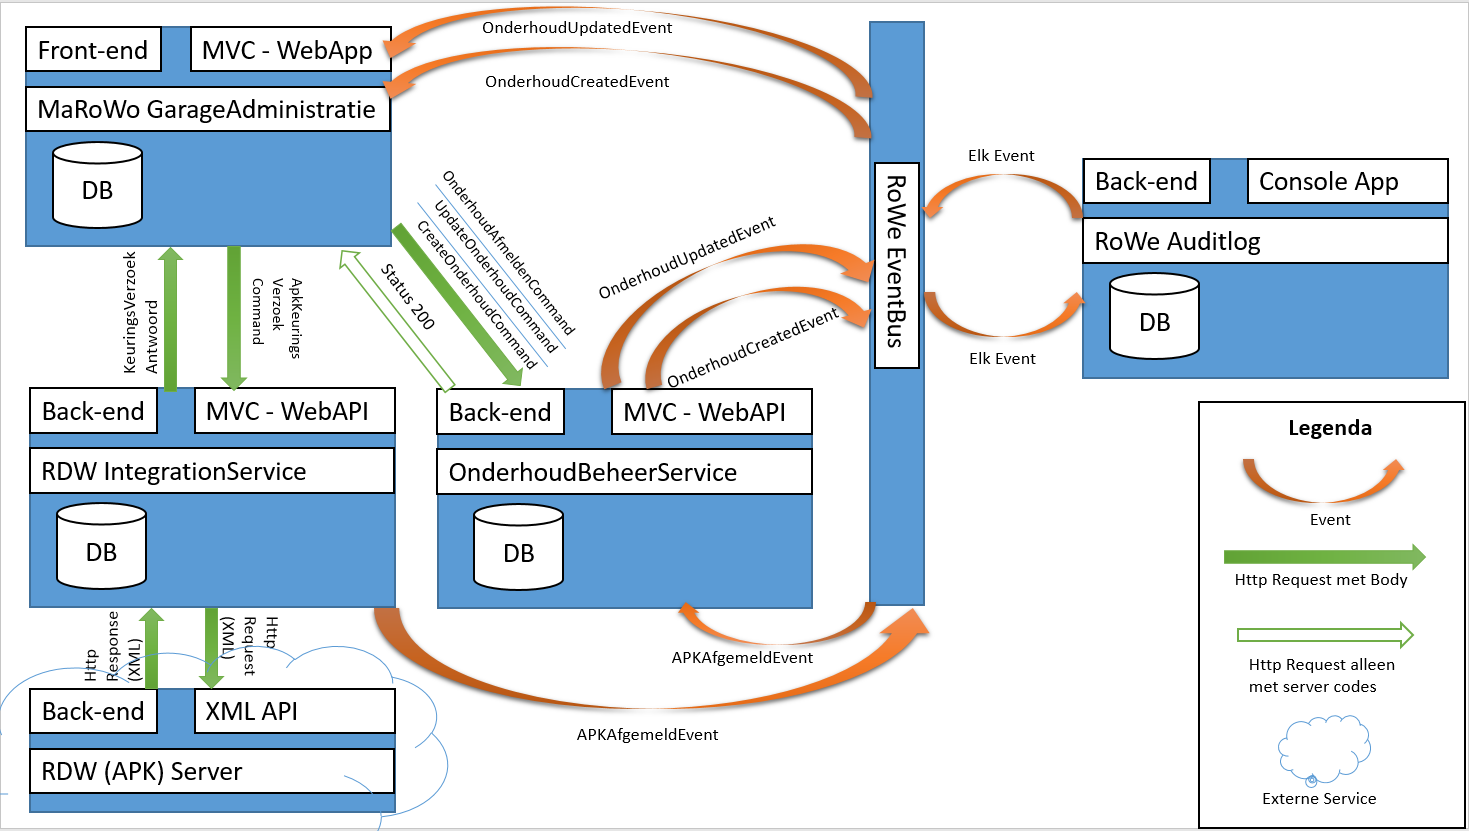 Front-end
MVC - WebApp
MaRoWo GarageAdministratie
DB
OnderhoudUpdatedEvent
OnderhoudCreatedEvent
RoWe EventBus
Elk Event
Elk Event
Back-end
Console App
RoWe Auditlog
DB
KeuringsVerzoek
Antwoord
ApkKeurings
Verzoek
Command
Status 200
OnderhoudAfmeldenCommand
UpdateOnderhoudCommand
CreateOnderhoudCommand
OnderhoudUpdatedEvent
OnderhoudCreatedEvent
Back-end
MVC - WebAPI
RDW IntegrationService
DB
Back-end
MVC - WebAPI
OnderhoudBeheerService
DB
Http
Response
(XML)
Http
Request
(XML)
APKAfgemeldEvent
APKAfgemeldEvent
Back-end
XML API
RDW (APK) Server
Legenda
Event
Http Request met Body
Http Request alleen
met server codes
Externe Service